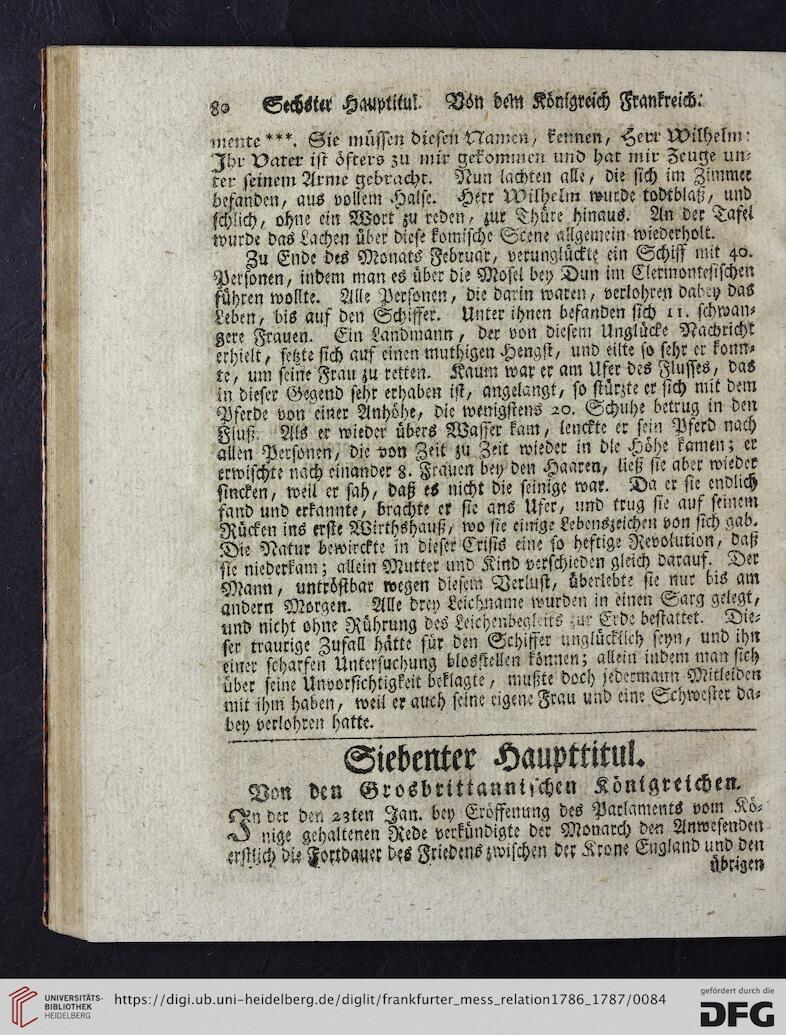 80 Sechster Hauptitul. Von dem Königreich Frankreich.
mente ***. Sie müssen diesen Namen, kennen, Herr Wilhelm:
Ihr Vater ist öfters zu mir gekommen und hat mir Zeuge un-
ter seinem Arme gebracht. Nun lachten alle, die sich im Zimmer
befanden, aus vollem Halse. Herr Wilhelm wurde todtblaß, und
schlich, ohne ein Wort zu reden, zur Thüre hinaus. An der Tafel
wurde das Lachen über diese komische Scene allgemein wiederholt.
Zu Ende des Monats Februar, verunglückte ein Schiff mit 40.
Personen, indem man es über die Mosel bey Dun im Clermontesischen
führen wollte. Alle Personen, die darin waren, verlohren dabey das
Leben, bis auf den Schiffer. Unter ihnen befanden sich 11. schwan-
gere Frauen. Ein Landmann, der von diesem Unglücke Nachricht
erhielt, setzte sich auf einen muthigen Hengst, und eilte so sehr er konn-
te, um seine Frau zu retten. Kaum war er am Ufer des Flusses, das
in dieser Gegend sehr erhaben ist, angelangt, so stürzte er sich mit dem
Pferde von einer Anhöhe, die wenigstens 20. Schuhe betrug in den
Fluß. Als er wieder übers Wasser kam, lenckte er sein Pferd nach
allen Personen, die von Zeit zu Zeit wieder in die Höhe kamen; er
erwischte nach einander 8. Frauen bey den Haaren, ließ sie aber wieder
sincken, weil er sah, daß es nicht die seinige war. Da er sie endlich
fand und erkannte, brachte er sie ans Ufer, und trug sie auf seinem
Rücken ins erste Wirthshauß, wo sie einige Lebenszeichen von sich gab.
Die Natur bewirckte in dieser Crisis eine so heftige Revolution, daß
sie niederkam; allein Mutter und Kind verschieden gleich darauf. Der
Mann, untröstbar wegen diesem Verlust, überlebte sie nur bis am
andern Morgen. Alle drey Leichname wurden in einen Sarg gelegt,
und nicht ohne Rührung des Leichenbegleits zur Erde bestattet. Die-
ser traurige Zufall hätte für den Schiffer unglücklich seyn, und ihn
einer scharfen Untersuchung blosstellen können; allein indem man sich
über seine Unvorsichtigkeit beklagte, mußte doch jedermann Mitleiden
mit ihm haben, weil er auch seine eigene Frau und eine Schwester da-
bey verlohren hatte.
Siebenter Haupttitul.
Von den Grosbrittannischen Königreichen.
In der den 23ten Jan. bey Eröffenung des Parlaments vom Kö-
nige gehaltenen Rede verkündigte der Monarch den Anwesenden
erstlich die Fortdauer des Friedens zwischen der Krone England und den
übrigen
UNIVERSITÄTS-
BIBLIOTHEK
HEIDELBERG
https://digi.ub.uni-heidelberg.de/diglit/frankfurter_mess_relation1786_1787/0084
gefördert durch die
DFG